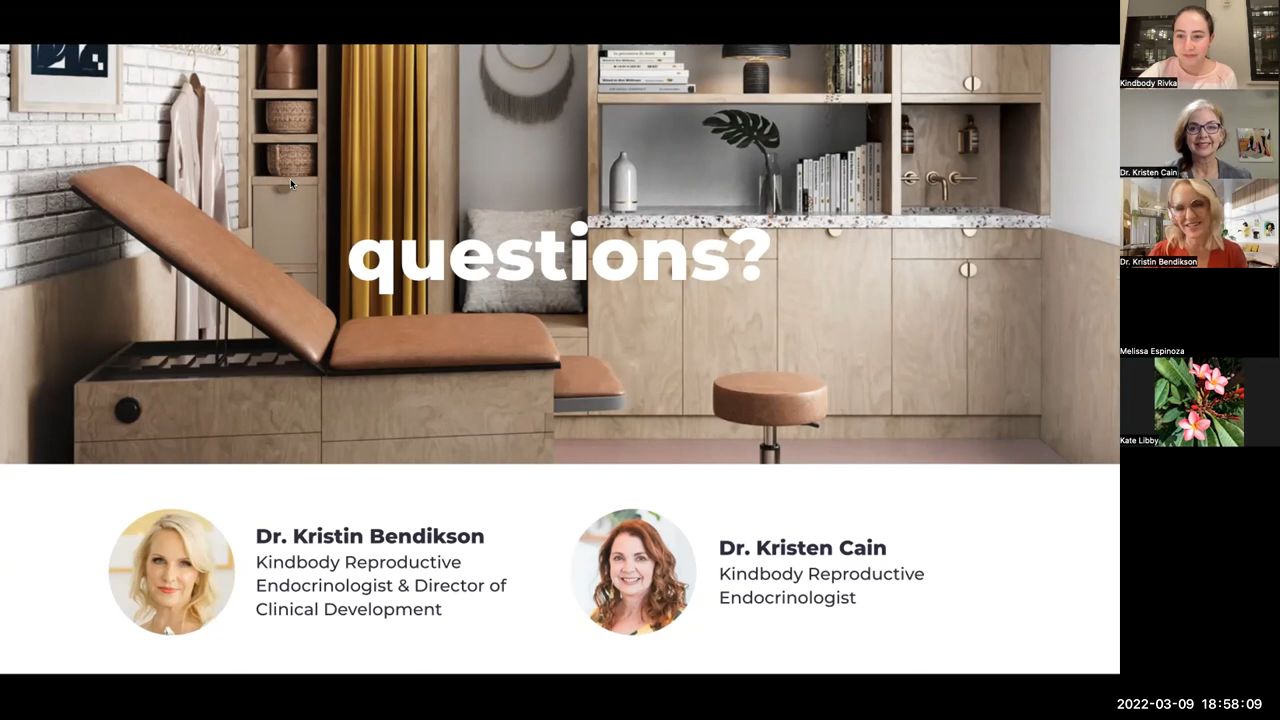 questions?
Dr. Kristin Bendikson
Kindbody Reproductive
Endocrinologist & Director of
Clinical Development
Dr. Kristen Cain
Kindbody Reproductive
Endocrinologist
Kindbody Rivka
Dr. Kristen Cain
Dr. Kristin Bendikson
Melissa Espinoza
Kate Libby
2022-03-09 18:58:09